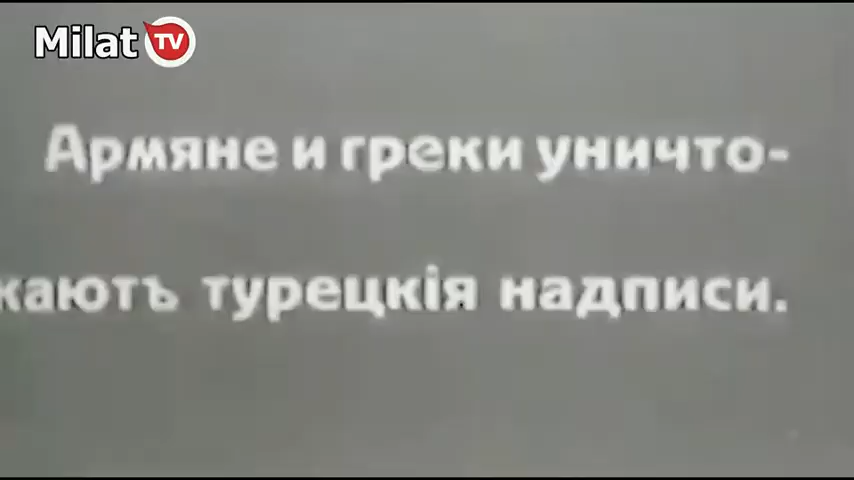 Milat TV
Армяне и греки уничто-
жаютъ турецкія надписи.